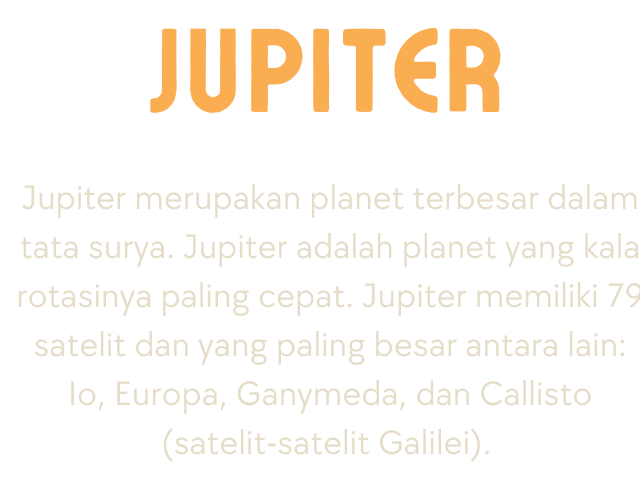 JUPITER
Jupiter merupakan planet terbesar dalam
tata surya. Jupiter adalah planet yang kala
rotasinya paling cepat. Jupiter memiliki 79
satelit dan yang paling besar antara lain:
Io, Europa, Ganymeda, dan Callisto
(satelit-satelit Galilei).